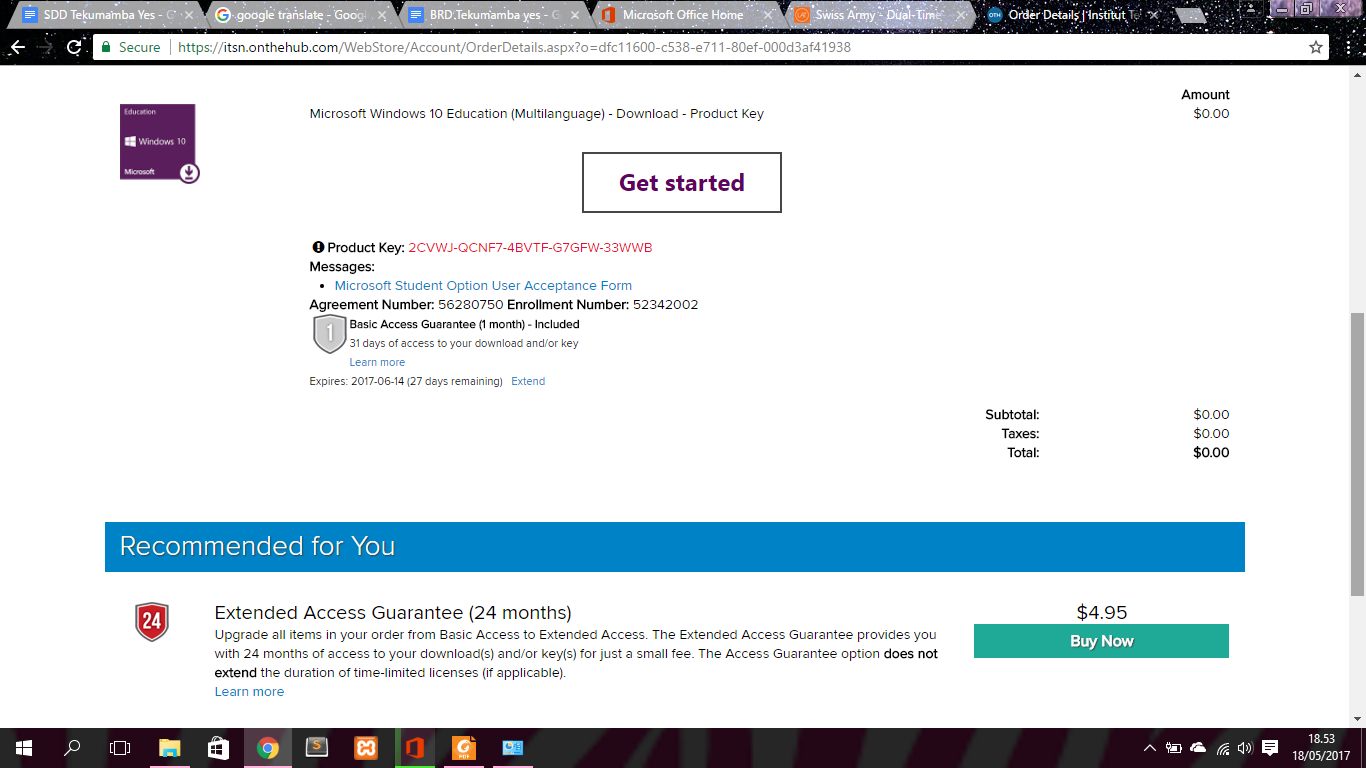 SDD Tekumamba Yes - G
google translate - Googl
BRD.Tekumamba yes - G
Microsoft Office Home
Swiss Army - Dual-Time
Order Details | Institut Te
Secure
https://itsn.onthehub.com/WebStore/Account/OrderDetails.aspx?o=dfc11600-c538-e711-80ef-000d3af41938
Amount
Education
Windows 10
Microsoft
Microsoft Windows 10 Education (Multilanguage) - Download - Product Key
$0.00
Get started
Product Key: 2CVWJ-QCNF7-4BVTF-G7GFW-33WWB
Messages:
• Microsoft Student Option User Acceptance Form
Agreement Number: 56280750 Enrollment Number: 52342002
1
Basic Access Guarantee (1 month) - Included
31 days of access to your download and/or key
Learn more
Expires: 2017-06-14 (27 days remaining) Extend
Subtotal: $0.00
Taxes: $0.00
Total: $0.00
Recommended for You
24
Extended Access Guarantee (24 months)
Upgrade all items in your order from Basic Access to Extended Access. The Extended Access Guarantee provides you
with 24 months of access to your download(s) and/or key(s) for just a small fee. The Access Guarantee option does not
extend the duration of time-limited licenses (if applicable).
Learn more
$4.95
Buy Now
18.53
18/05/2017